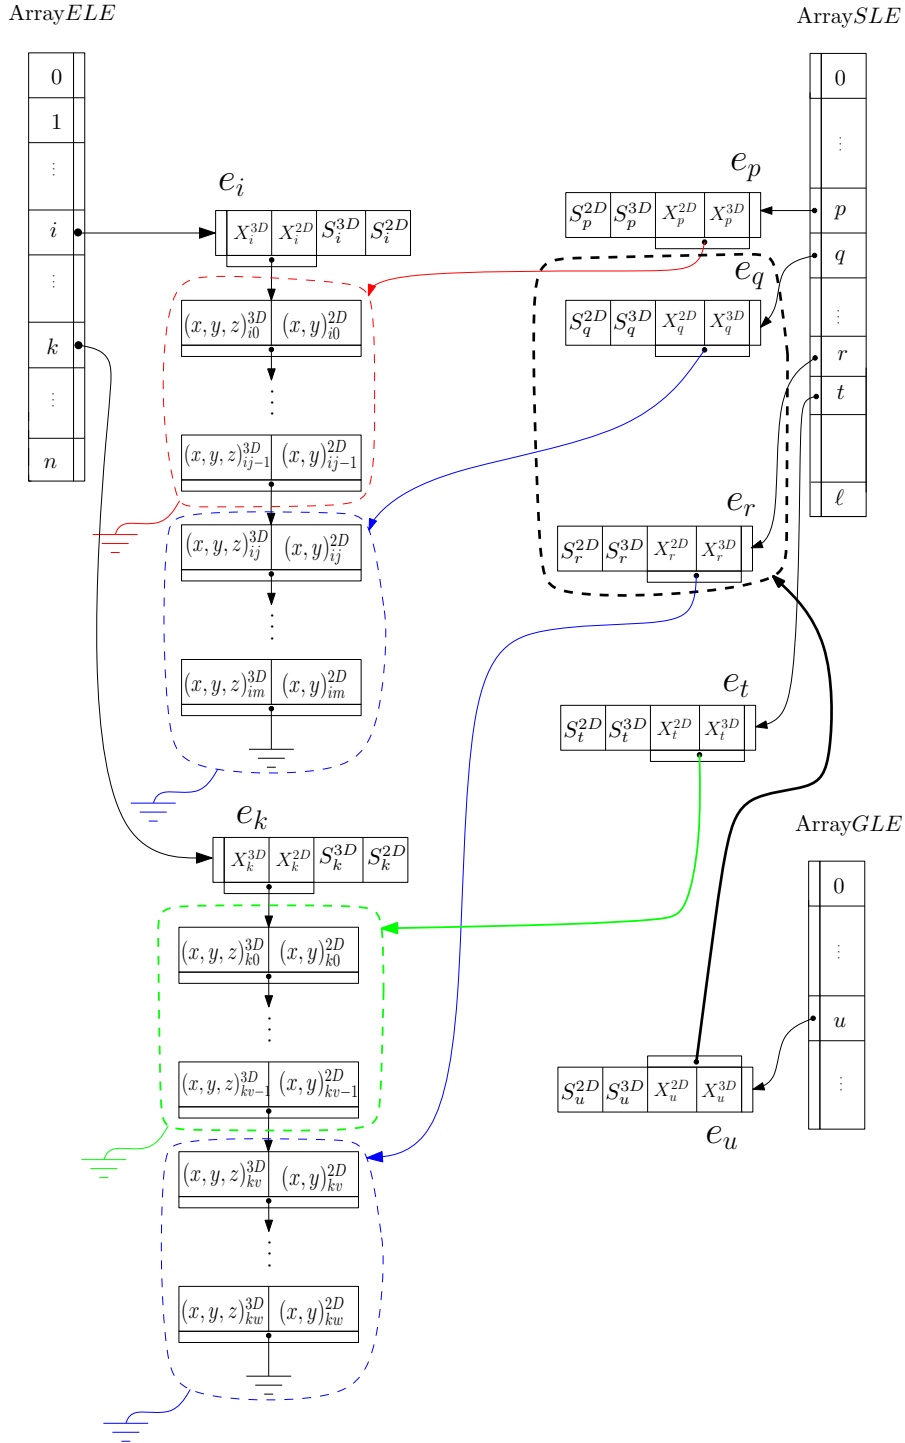 ArrayELE
0
1
⋮
i
⋮
k
⋮
n
e_i
X_i^{3D} X_i^{2D} S_i^{3D} S_i^{2D}
(x, y, z)_{i0}^{3D} (x, y)_{i0}^{2D}
⋮
(x, y, z)_{ij−1}^{3D} (x, y)_{ij−1}^{2D}
(x, y, z)_{ij}^{3D} (x, y)_{ij}^{2D}
⋮
(x, y, z)_{im}^{3D} (x, y)_{im}^{2D}
e_k
X_k^{3D} X_k^{2D} S_k^{3D} S_k^{2D}
(x, y, z)_{k0}^{3D} (x, y)_{k0}^{2D}
⋮
(x, y, z)_{kv−1}^{3D} (x, y)_{kv−1}^{2D}
(x, y, z)_{kv}^{3D} (x, y)_{kv}^{2D}
⋮
(x, y, z)_{kw}^{3D} (x, y)_{kw}^{2D}
ArraySLE
0
⋮
p
q
⋮
r
t
ℓ
e_p
S_p^{2D} S_p^{3D} X_p^{2D} X_p^{3D}
e_q
S_q^{2D} S_q^{3D} X_q^{2D} X_q^{3D}
e_r
S_r^{2D} S_r^{3D} X_r^{2D} X_r^{3D}
e_t
S_t^{2D} S_t^{3D} X_t^{2D} X_t^{3D}
ArrayGLE
0
⋮
u
⋮
S_u^{2D} S_u^{3D} X_u^{2D} X_u^{3D}
e_u